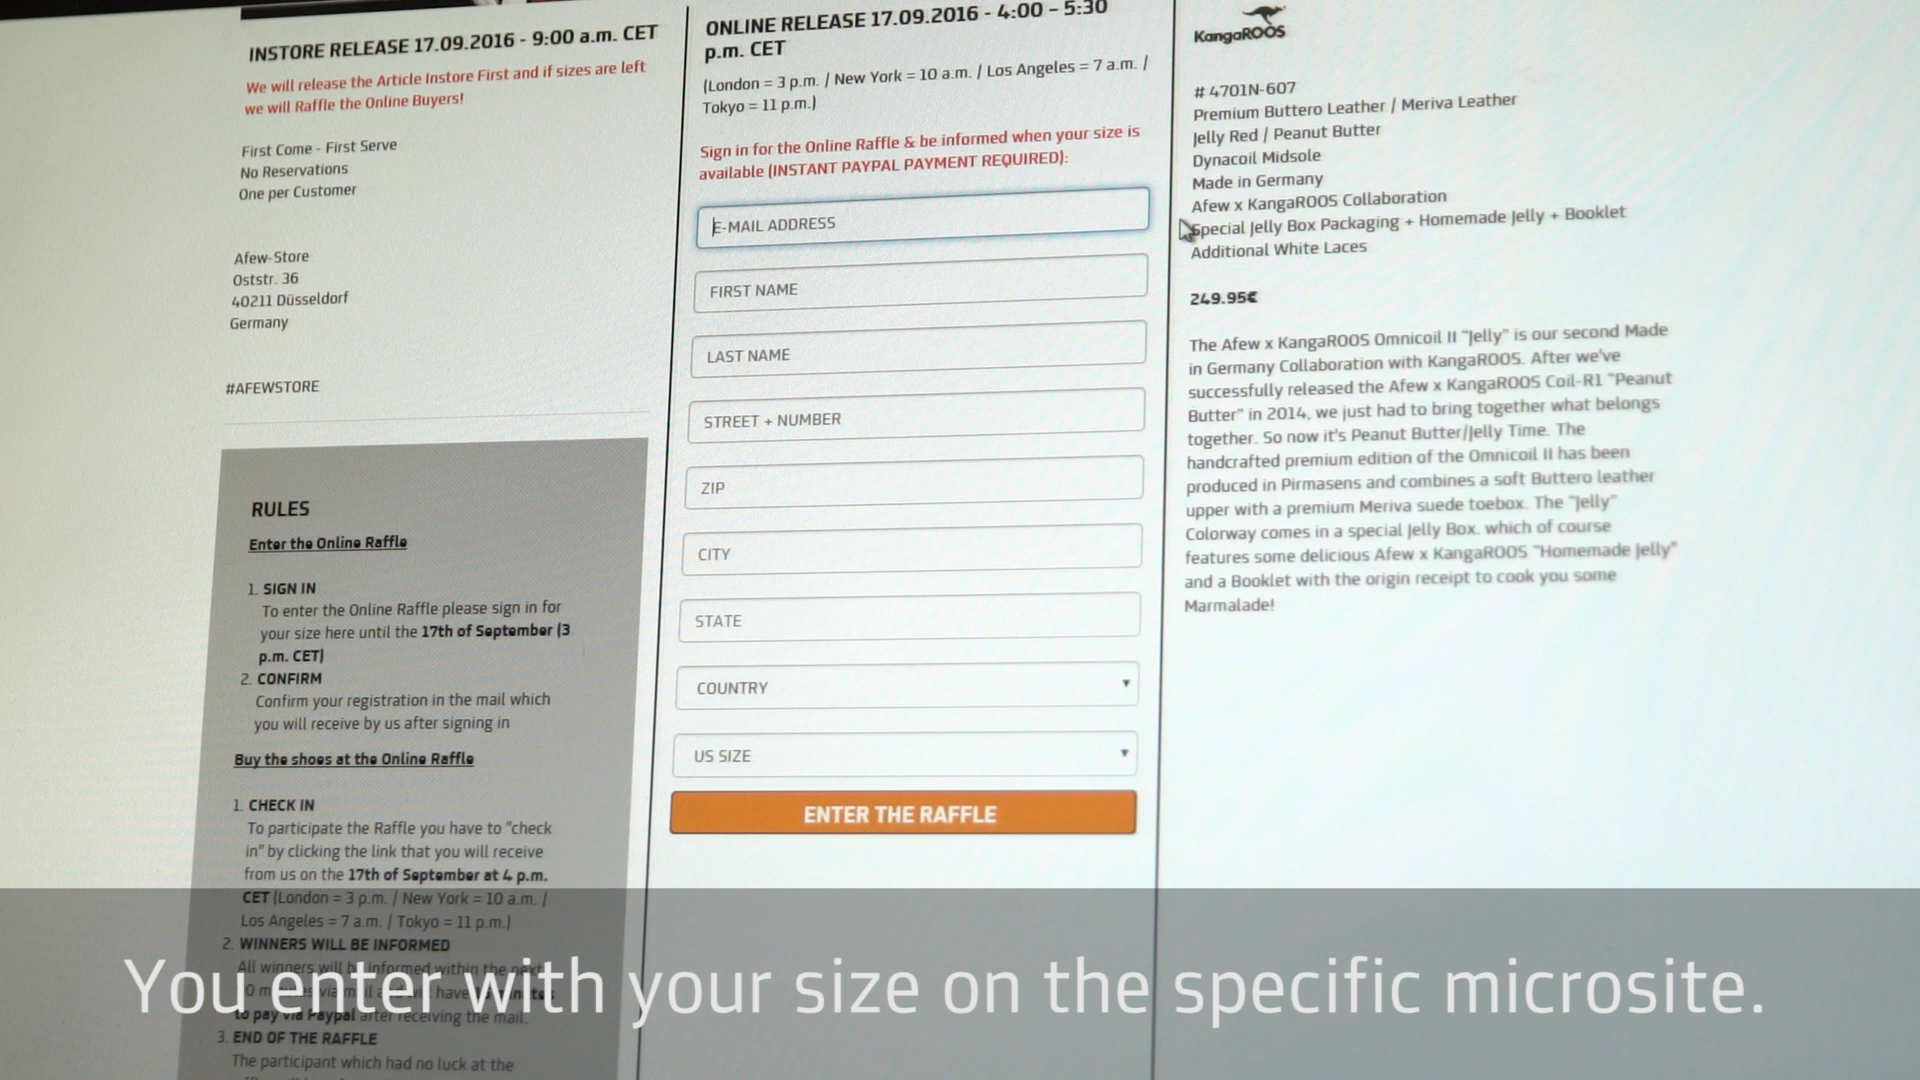 INSTORE RELEASE 17.09.2016 - 9:00 a.m. CET
We will release the Article Instore First and if sizes are left
we will Raffle the Online Buyers!
First Come - First Serve
No Reservations
One per Customer
Afew-Store
Oststr. 36
40211 Düsseldorf
Germany
#AFEWSTORE
RULES
Enter the Online Raffle
1. SIGN IN
To enter the Online Raffle please sign in for
your size here until the 17th of September (3
p.m. CET)
2. CONFIRM
Confirm your registration in the mail which
you will receive by us after signing in
Buy the shoes at the Online Raffle
1. CHECK IN
To participate the Raffle you have to "check
in" by clicking the link that you will receive
from us on the 17th of September at 4 p.m.
CET (London = 3 p.m. / New York = 10 a.m. /
Los Angeles = 7 a.m. / Tokyo = 11 p.m.)
2. WINNERS WILL BE INFORMED
All winners will be informed within the next
to pay via Paypal after receiving the mail.
3. END OF THE RAFFLE
The participant which had no luck at the
ONLINE RELEASE 17.09.2016 - 4:00 - 5:30
p.m. CET
(London = 3 p.m. / New York = 10 a.m. / Los Angeles = 7 a.m. /
Tokyo = 11 p.m.)
Sign in for the Online Raffle & be informed when your size is
available (INSTANT PAYPAL PAYMENT REQUIRED):
E-MAIL ADDRESS
FIRST NAME
LAST NAME
STREET + NUMBER
ZIP
CITY
STATE
COUNTRY
US SIZE
ENTER THE RAFFLE
KangaROOS
# 4701N-607
Premium Buttero Leather / Meriva Leather
Jelly Red / Peanut Butter
Dynacoil Midsole
Made in Germany
Afew x KangaROOS Collaboration
Special Jelly Box Packaging + Homemade Jelly + Booklet
Additional White Laces
249.95€
The Afew x KangaROOS Omnicoil II "Jelly" is our second Made
in Germany Collaboration with KangaROOS. After we've
successfully released the Afew x KangaROOS Coil-R1 "Peanut
Butter" in 2014, we just had to bring together what belongs
together. So now it's Peanut Butter/Jelly Time. The
handcrafted premium edition of the Omnicoil II has been
produced in Pirmasens and combines a soft Buttero leather
upper with a premium Meriva suede toebox. The "Jelly"
Colorway comes in a special Jelly Box. which of course
features some delicious Afew x KangaROOS "Homemade Jelly"
and a Booklet with the origin receipt to cook you some
Marmalade!
You enter with your size on the specific microsite.